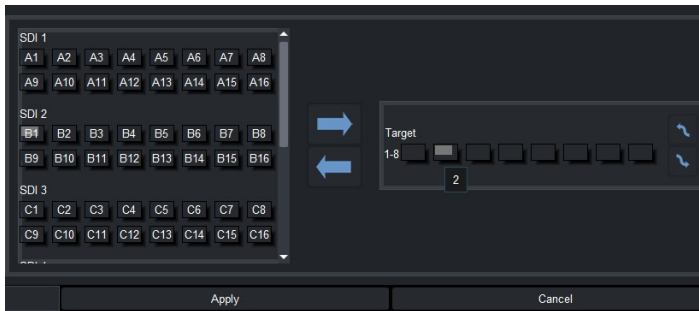 SDI 1
A1 A2 A3 A4 A5 A6 A7 A8
A9 A10 A11 A12 A13 A14 A15 A16
SDI 2
B1 B2 B3 B4 B5 B6 B7 B8
B9 B10 B11 B12 B13 B14 B15 B16
SDI 3
C1 C2 C3 C4 C5 C6 C7 C8
C9 C10 C11 C12 C13 C14 C15 C16
Target
1-8
2
Apply Cancel